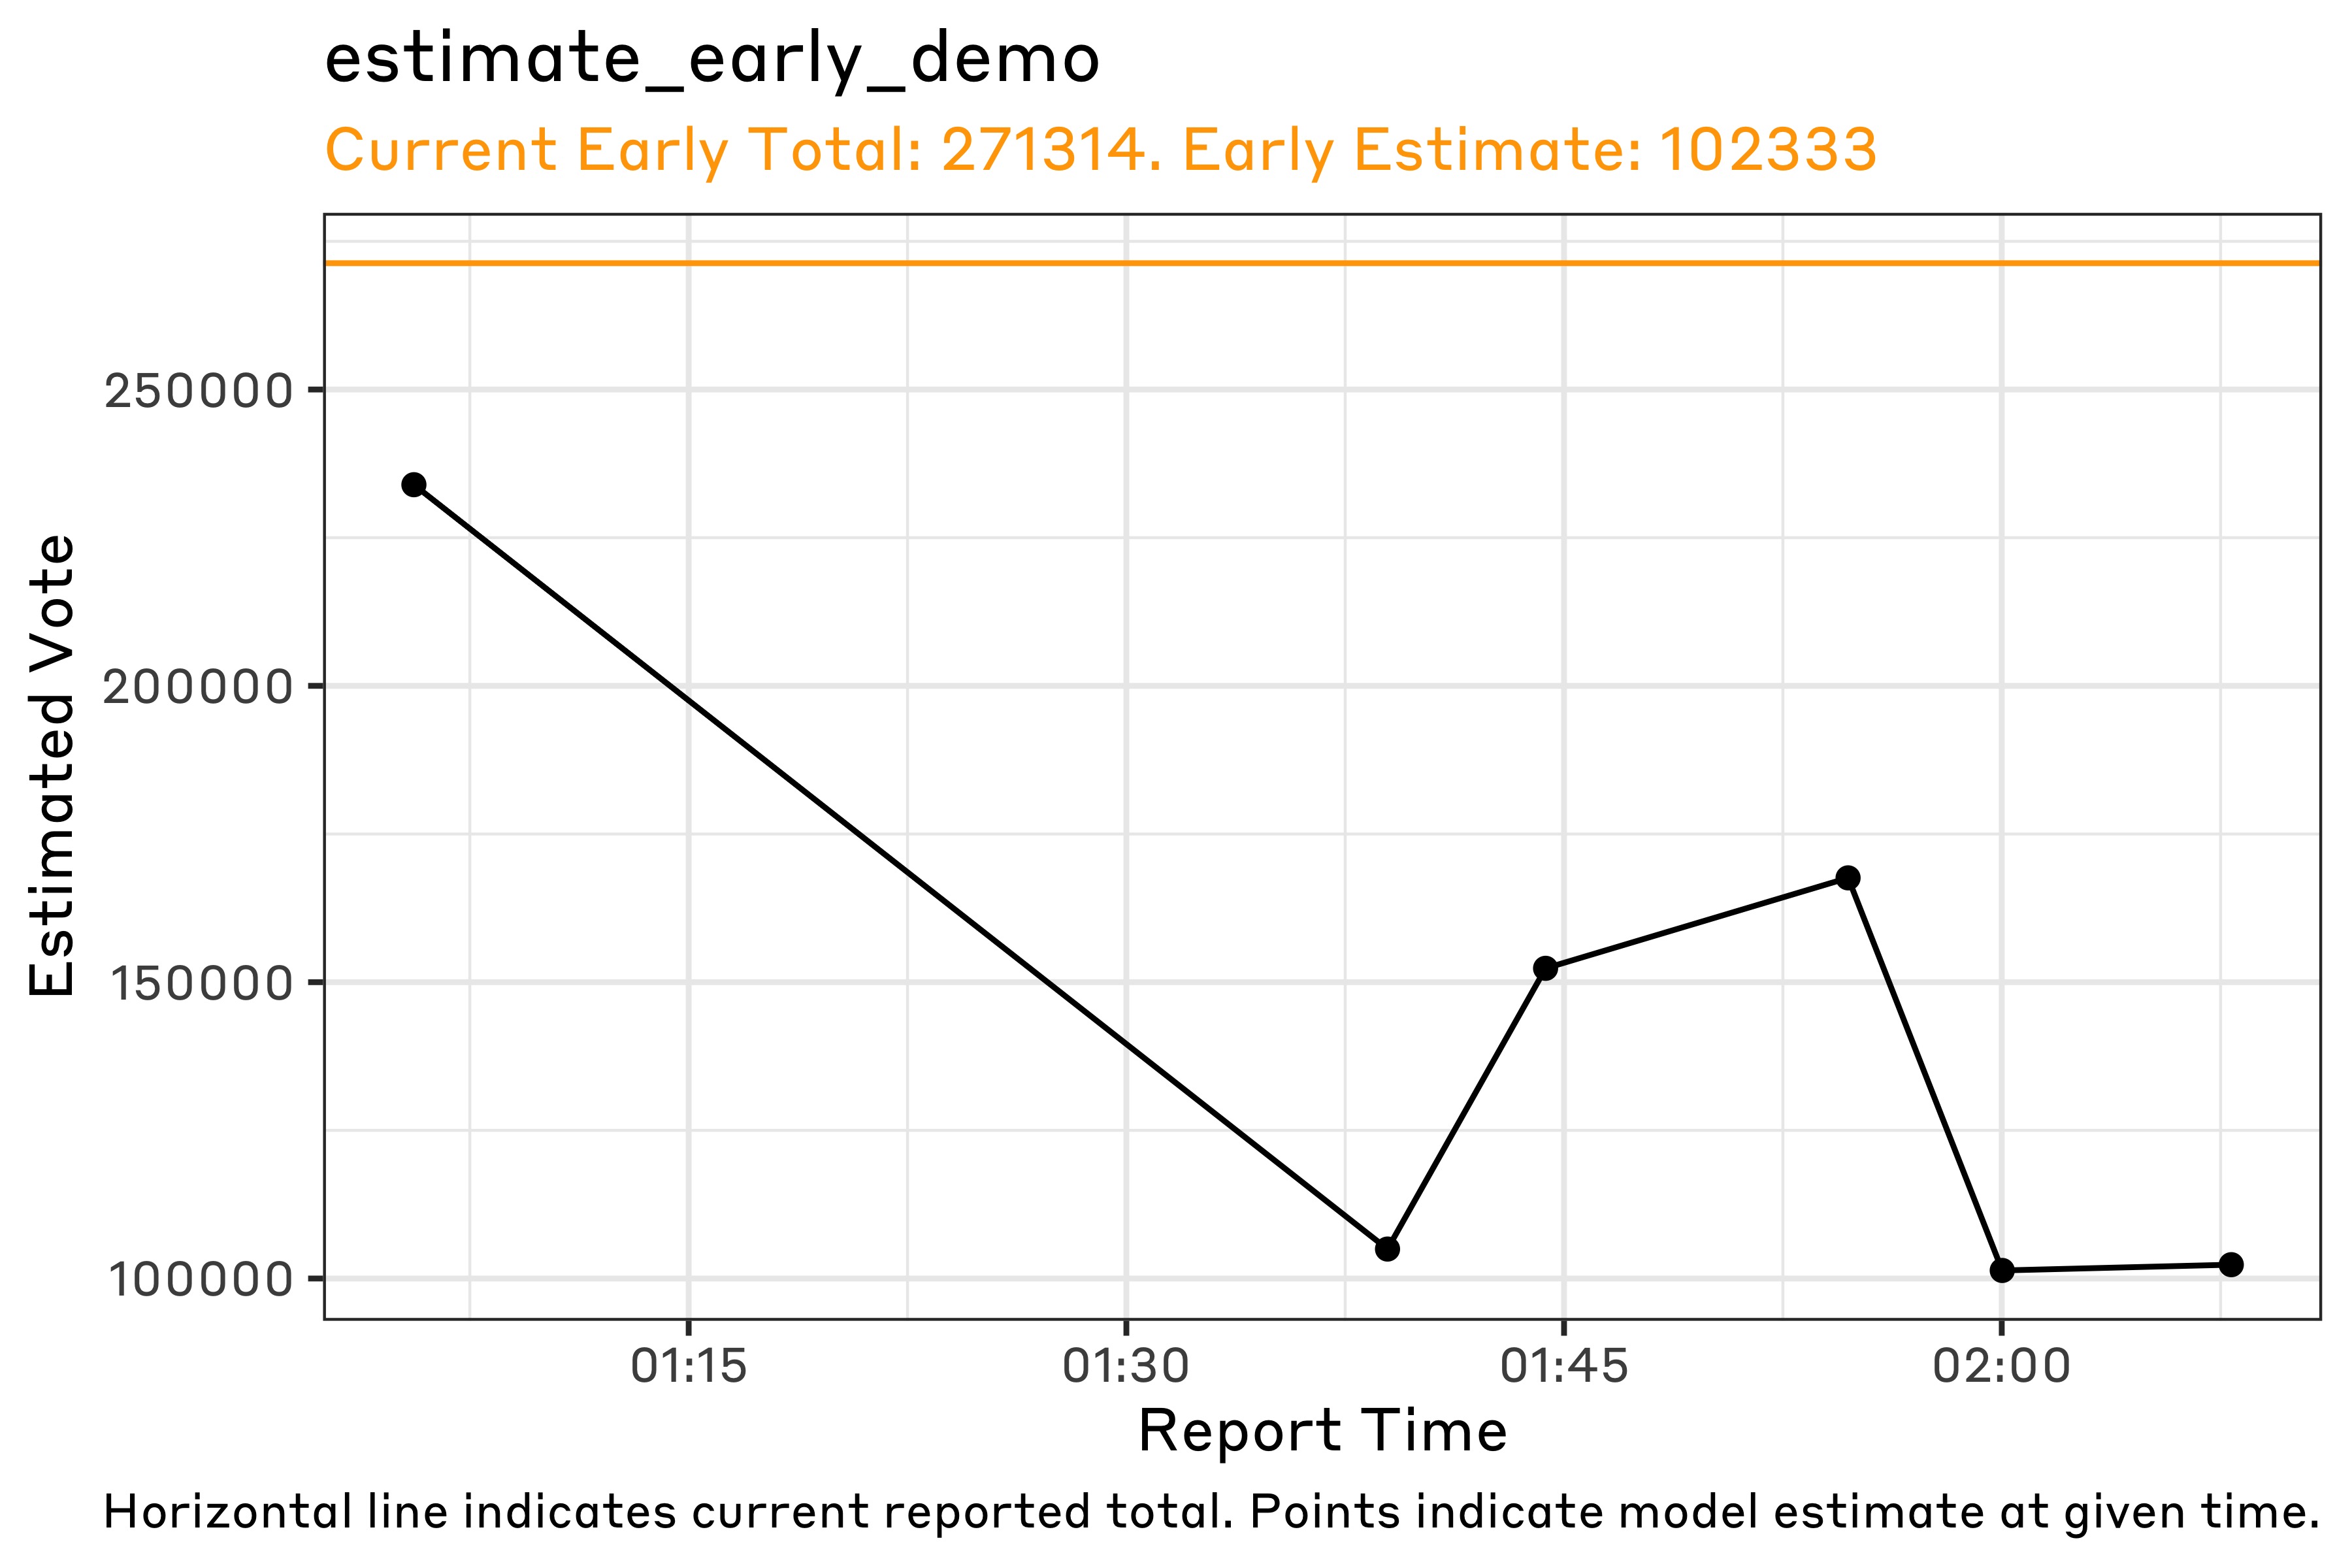 estimate_early_demo
Current Early Total: 271314. Early Estimate: 102333
Estimated Vote
250000
200000
150000
100000
01:15 01:30 01:45 02:00
Report Time
Horizontal line indicates current reported total. Points indicate model estimate at given time.